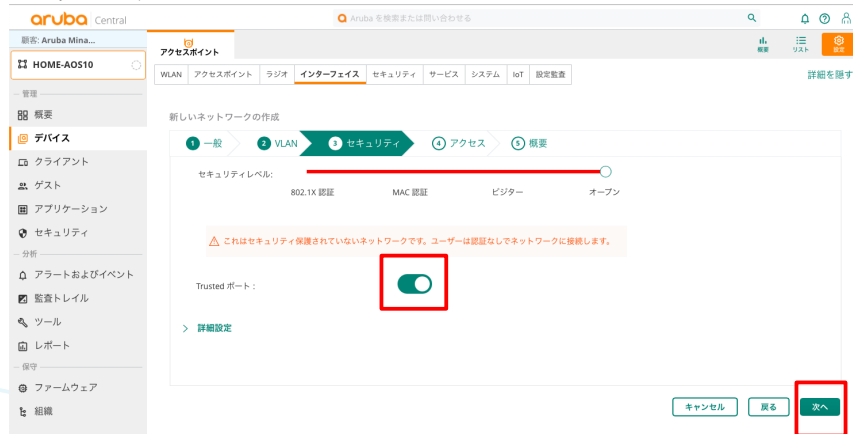 aruba Central
Aruba を検索または問い合わせる
顧客: Aruba Mina...
HOME-AOS10
管理
概要
デバイス
クライアント
ゲスト
アプリケーション
セキュリティ
分析
アラートおよびイベント
監査トレイル
ツール
レポート
保守
ファームウェア
組織
アクセスポイント
概要
リスト
設定
WLAN アクセスポイント ラジオ インターフェイス セキュリティ サービス システム IoT 設定監査
詳細を隠す
新しいネットワークの作成
1 一般 2 VLAN 3 セキュリティ 4 アクセス 5 概要
セキュリティレベル:
802.1X 認証 MAC 認証 ビジター オープン
これはセキュリティ保護されていないネットワークです。ユーザーは認証なしでネットワークに接続します。
Trusted ポート :
詳細設定
キャンセル 戻る 次へ